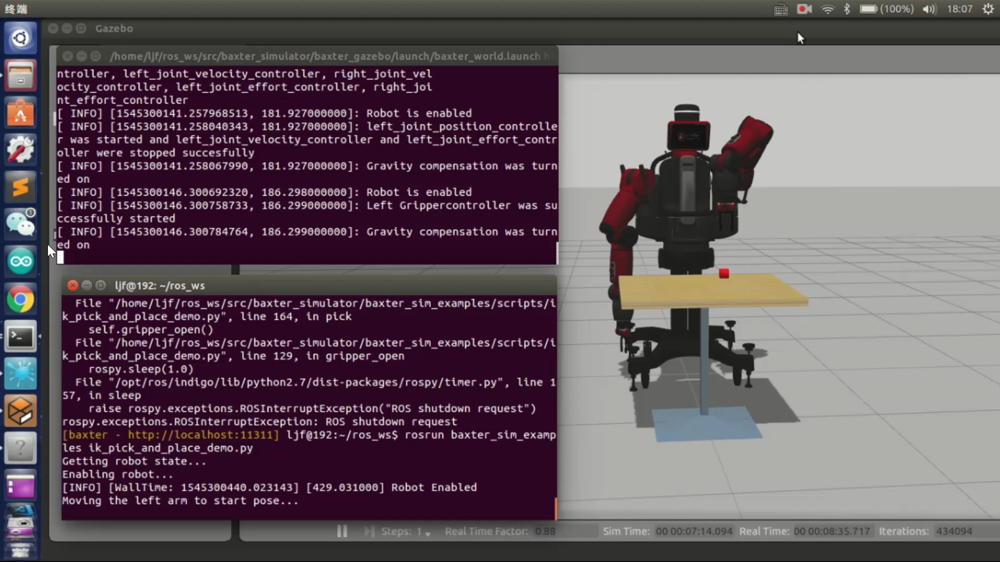 终端
(100%)
18:07
Gazebo
/home/ljf/ros_ws/src/baxter_simulator/baxter_gazebo/launch/baxter_world.launch h
ntroller, left_joint_velocity_controller, right_joint_vel
ocity_controller, left_joint_effort_controller, right_joi
nt_effort_controller
[ INFO] [1545300141.257968513, 181.927000000]: Robot is enabled
[ INFO] [1545300141.258040343, 181.927000000]: left_joint_position_controlle
r was started and left_joint_velocity_controller and left_joint_effort_contr
oller were stopped succesfully
[ INFO] [1545300141.258067990, 181.927000000]: Gravity compensation was turn
ed on
[ INFO] [1545300146.300692320, 186.298000000]: Robot is enabled
[ INFO] [1545300146.300758733, 186.299000000]: Left Grippercontroller was su
ccessfully started
[ INFO] [1545300146.300784764, 186.299000000]: Gravity compensation was turn
ed on
ljf@192: ~/ros_ws
File "/home/ljf/ros_ws/src/baxter_simulator/baxter_sim_examples/scripts/i
k_pick_and_place_demo.py", line 164, in pick
self.gripper_open()
File "/home/ljf/ros_ws/src/baxter_simulator/baxter_sim_examples/scripts/i
k_pick_and_place_demo.py", line 129, in gripper_open
rospy.sleep(1.0)
File "/opt/ros/indigo/lib/python2.7/dist-packages/rospy/timer.py", line 1
57, in sleep
raise rospy.exceptions.ROSInterruptException("ROS shutdown request")
rospy.exceptions.ROSInterruptException: ROS shutdown request
[baxter - http://localhost:11311] ljf@192:~/ros_ws$ rosrun baxter_sim_examp
les ik_pick_and_place_demo.py
Getting robot state...
Enabling robot...
[INFO] [WallTime: 1545300440.023143] [429.031000] Robot Enabled
Moving the left arm to start pose...
Steps: 1 Real Time Factor: 0.88 Sim Time: 00 00:07:14.094 Real Time: 00 00:08:35.717 Iterations: 434094